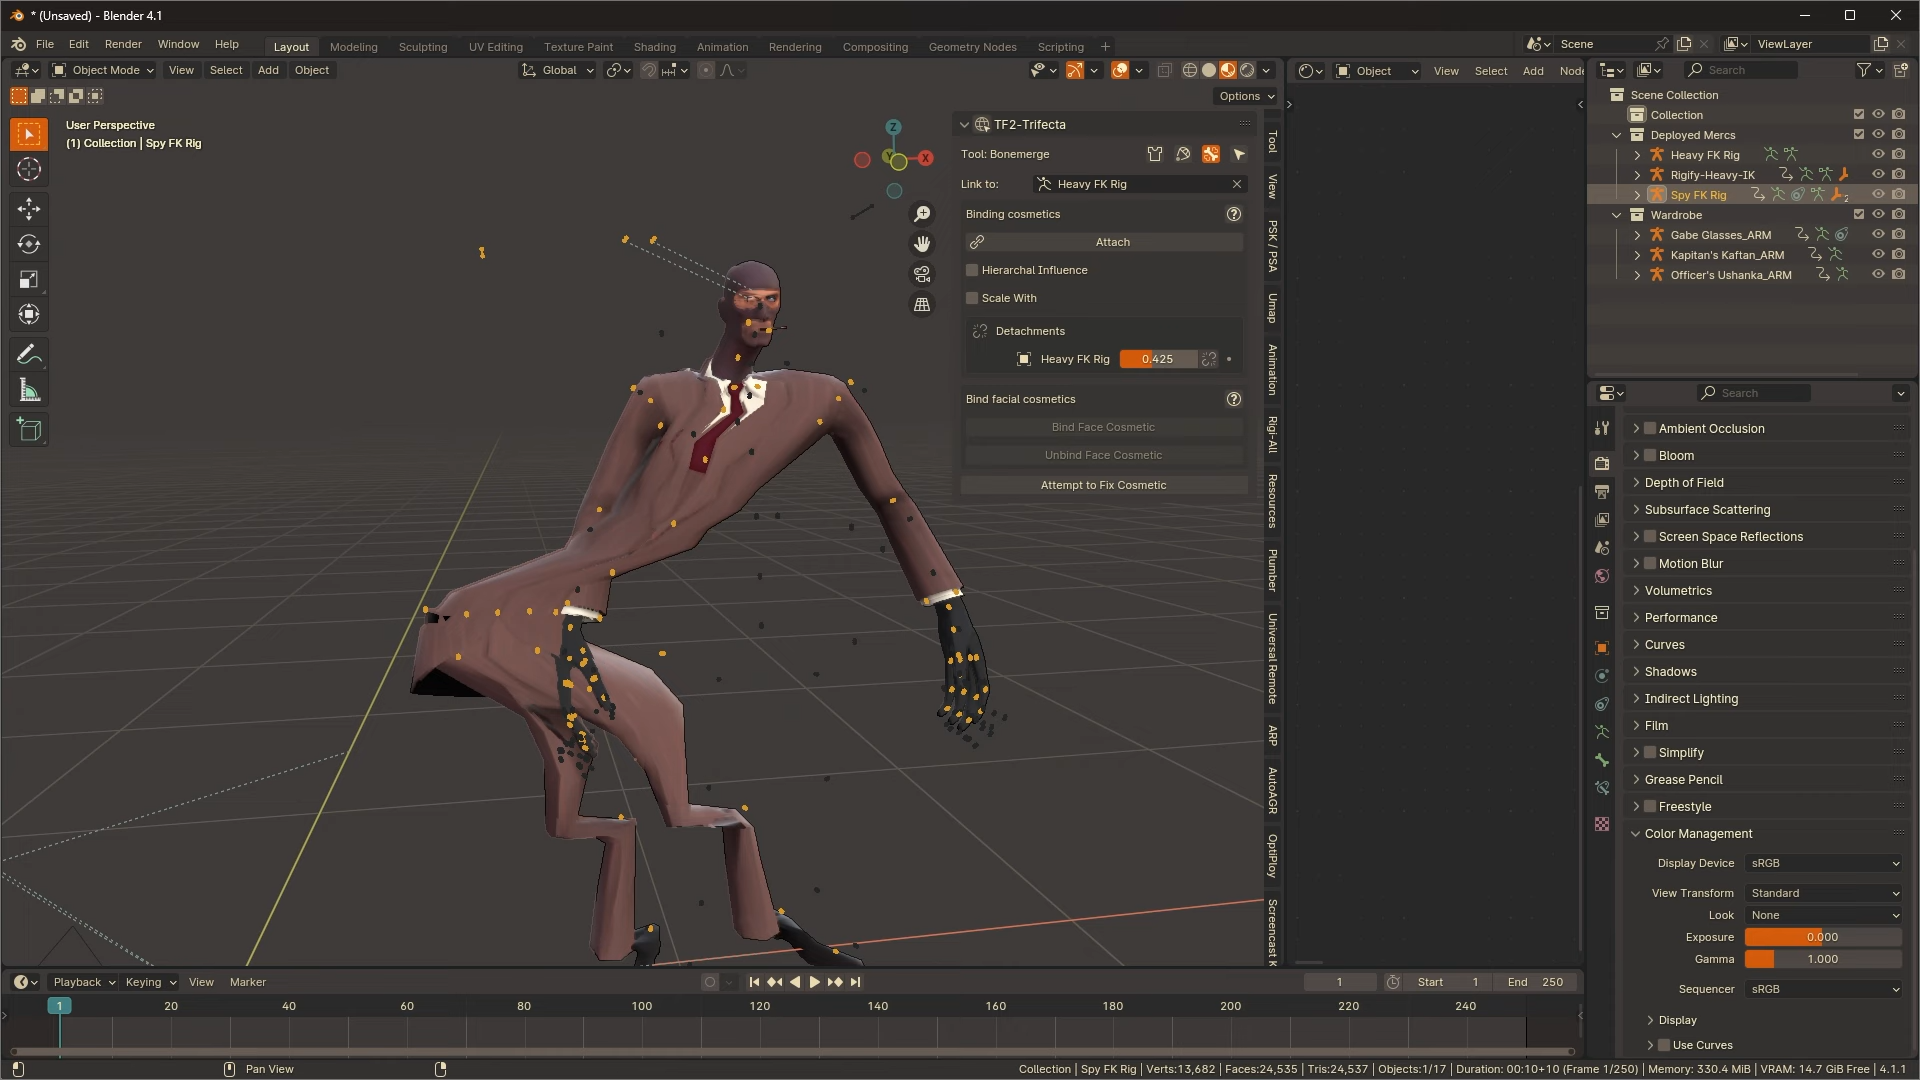 * (Unsaved) - Blender 4.1
File Edit Render Window Help Layout Modeling Sculpting UV Editing Texture Paint Shading Animation Rendering Compositing Geometry Nodes Scripting + Scene ViewLayer
Object Mode View Select Add Object Global Object View Select Add Node Search
Options
User Perspective
(1) Collection | Spy FK Rig
Z
X
Y
TF2-Trifecta
Tool: Bonemerge
Link to: Heavy FK Rig
Binding cosmetics
Attach
Hierarchal Influence
Scale With
Detachments
Heavy FK Rig 0.425
Bind facial cosmetics
Bind Face Cosmetic
Unbind Face Cosmetic
Attempt to Fix Cosmetic
Tool
View
PSK / PSA
Umap
Animation
Rigi-All
Resources
Plumber
Universal Remote
ARP
AutoAGR
OptiPloy
Screencast K
Scene Collection
Collection
Deployed Mercs
Heavy FK Rig
Rigify-Heavy-IK
Spy FK Rig 2
Wardrobe
Gabe Glasses_ARM
Kapitan's Kaftan_ARM
Officer's Ushanka_ARM
Search
Ambient Occlusion
Bloom
Depth of Field
Subsurface Scattering
Screen Space Reflections
Motion Blur
Volumetrics
Performance
Curves
Shadows
Indirect Lighting
Film
Simplify
Grease Pencil
Freestyle
Color Management
Display Device sRGB
View Transform Standard
Look None
Exposure 0.000
Gamma 1.000
Sequencer sRGB
Display
Use Curves
Playback Keying View Marker 1 Start 1 End 250
1 20 40 60 80 100 120 140 160 180 200 220 240
Pan View
Collection | Spy FK Rig | Verts:13,682 | Faces:24,535 | Tris:24,537 | Objects:1/17 | Duration: 00:10+10 (Frame 1/250) | Memory: 330.4 MiB | VRAM: 14.7 GiB Free | 4.1.1